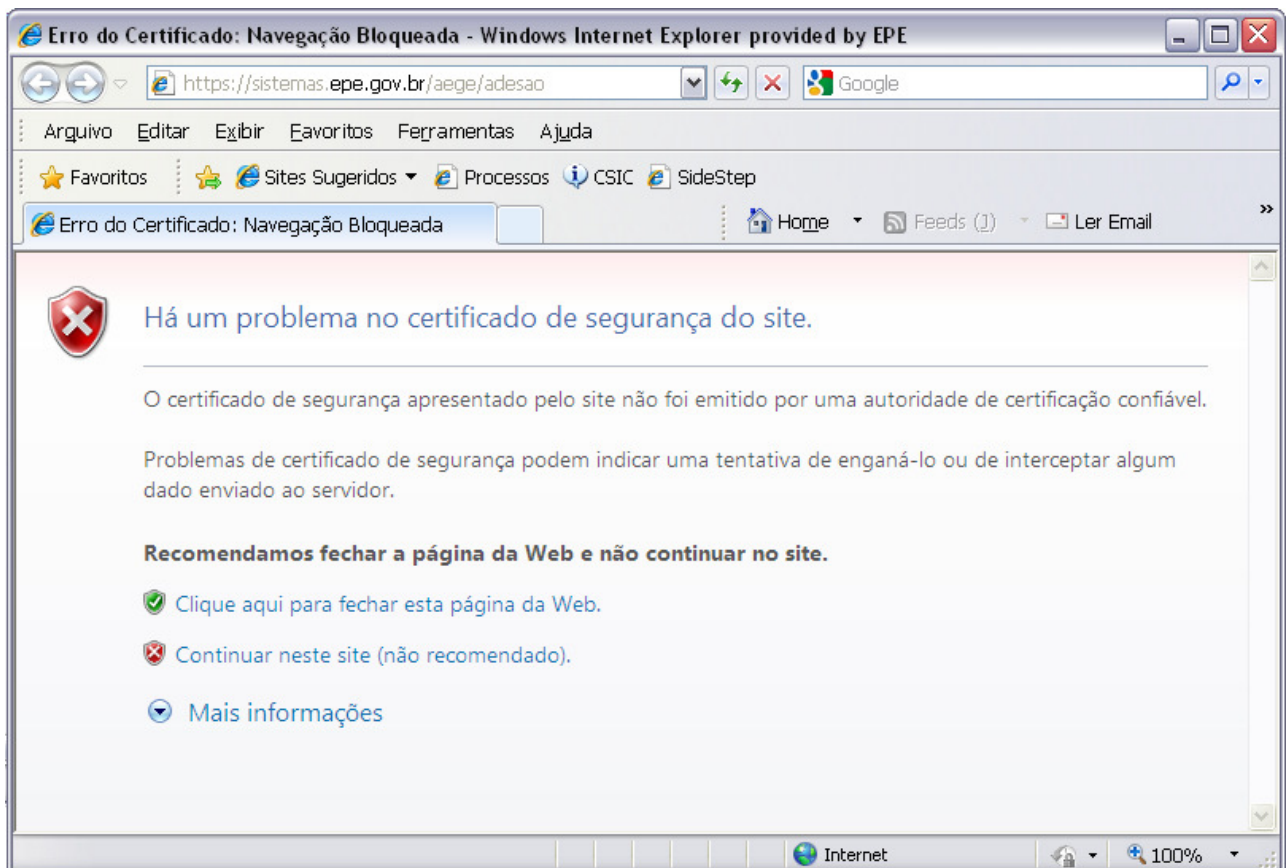 Erro do Certificado: Navegação Bloqueada - Windows Internet Explorer provided by EPE
https://sistemas.epe.gov.br/aege/adesao
Google
Arquivo Editar Exibir Favoritos Ferramentas Ajuda
Favoritos Sites Sugeridos Processos CSIC SideStep
Erro do Certificado: Navegação Bloqueada Home Feeds (J) Ler Email »
Há um problema no certificado de segurança do site.
O certificado de segurança apresentado pelo site não foi emitido por uma autoridade de certificação confiável.
Problemas de certificado de segurança podem indicar uma tentativa de enganá-lo ou de interceptar algum
dado enviado ao servidor.
Recomendamos fechar a página da Web e não continuar no site.
Clique aqui para fechar esta página da Web.
Continuar neste site (não recomendado).
Mais informações
Internet 100%